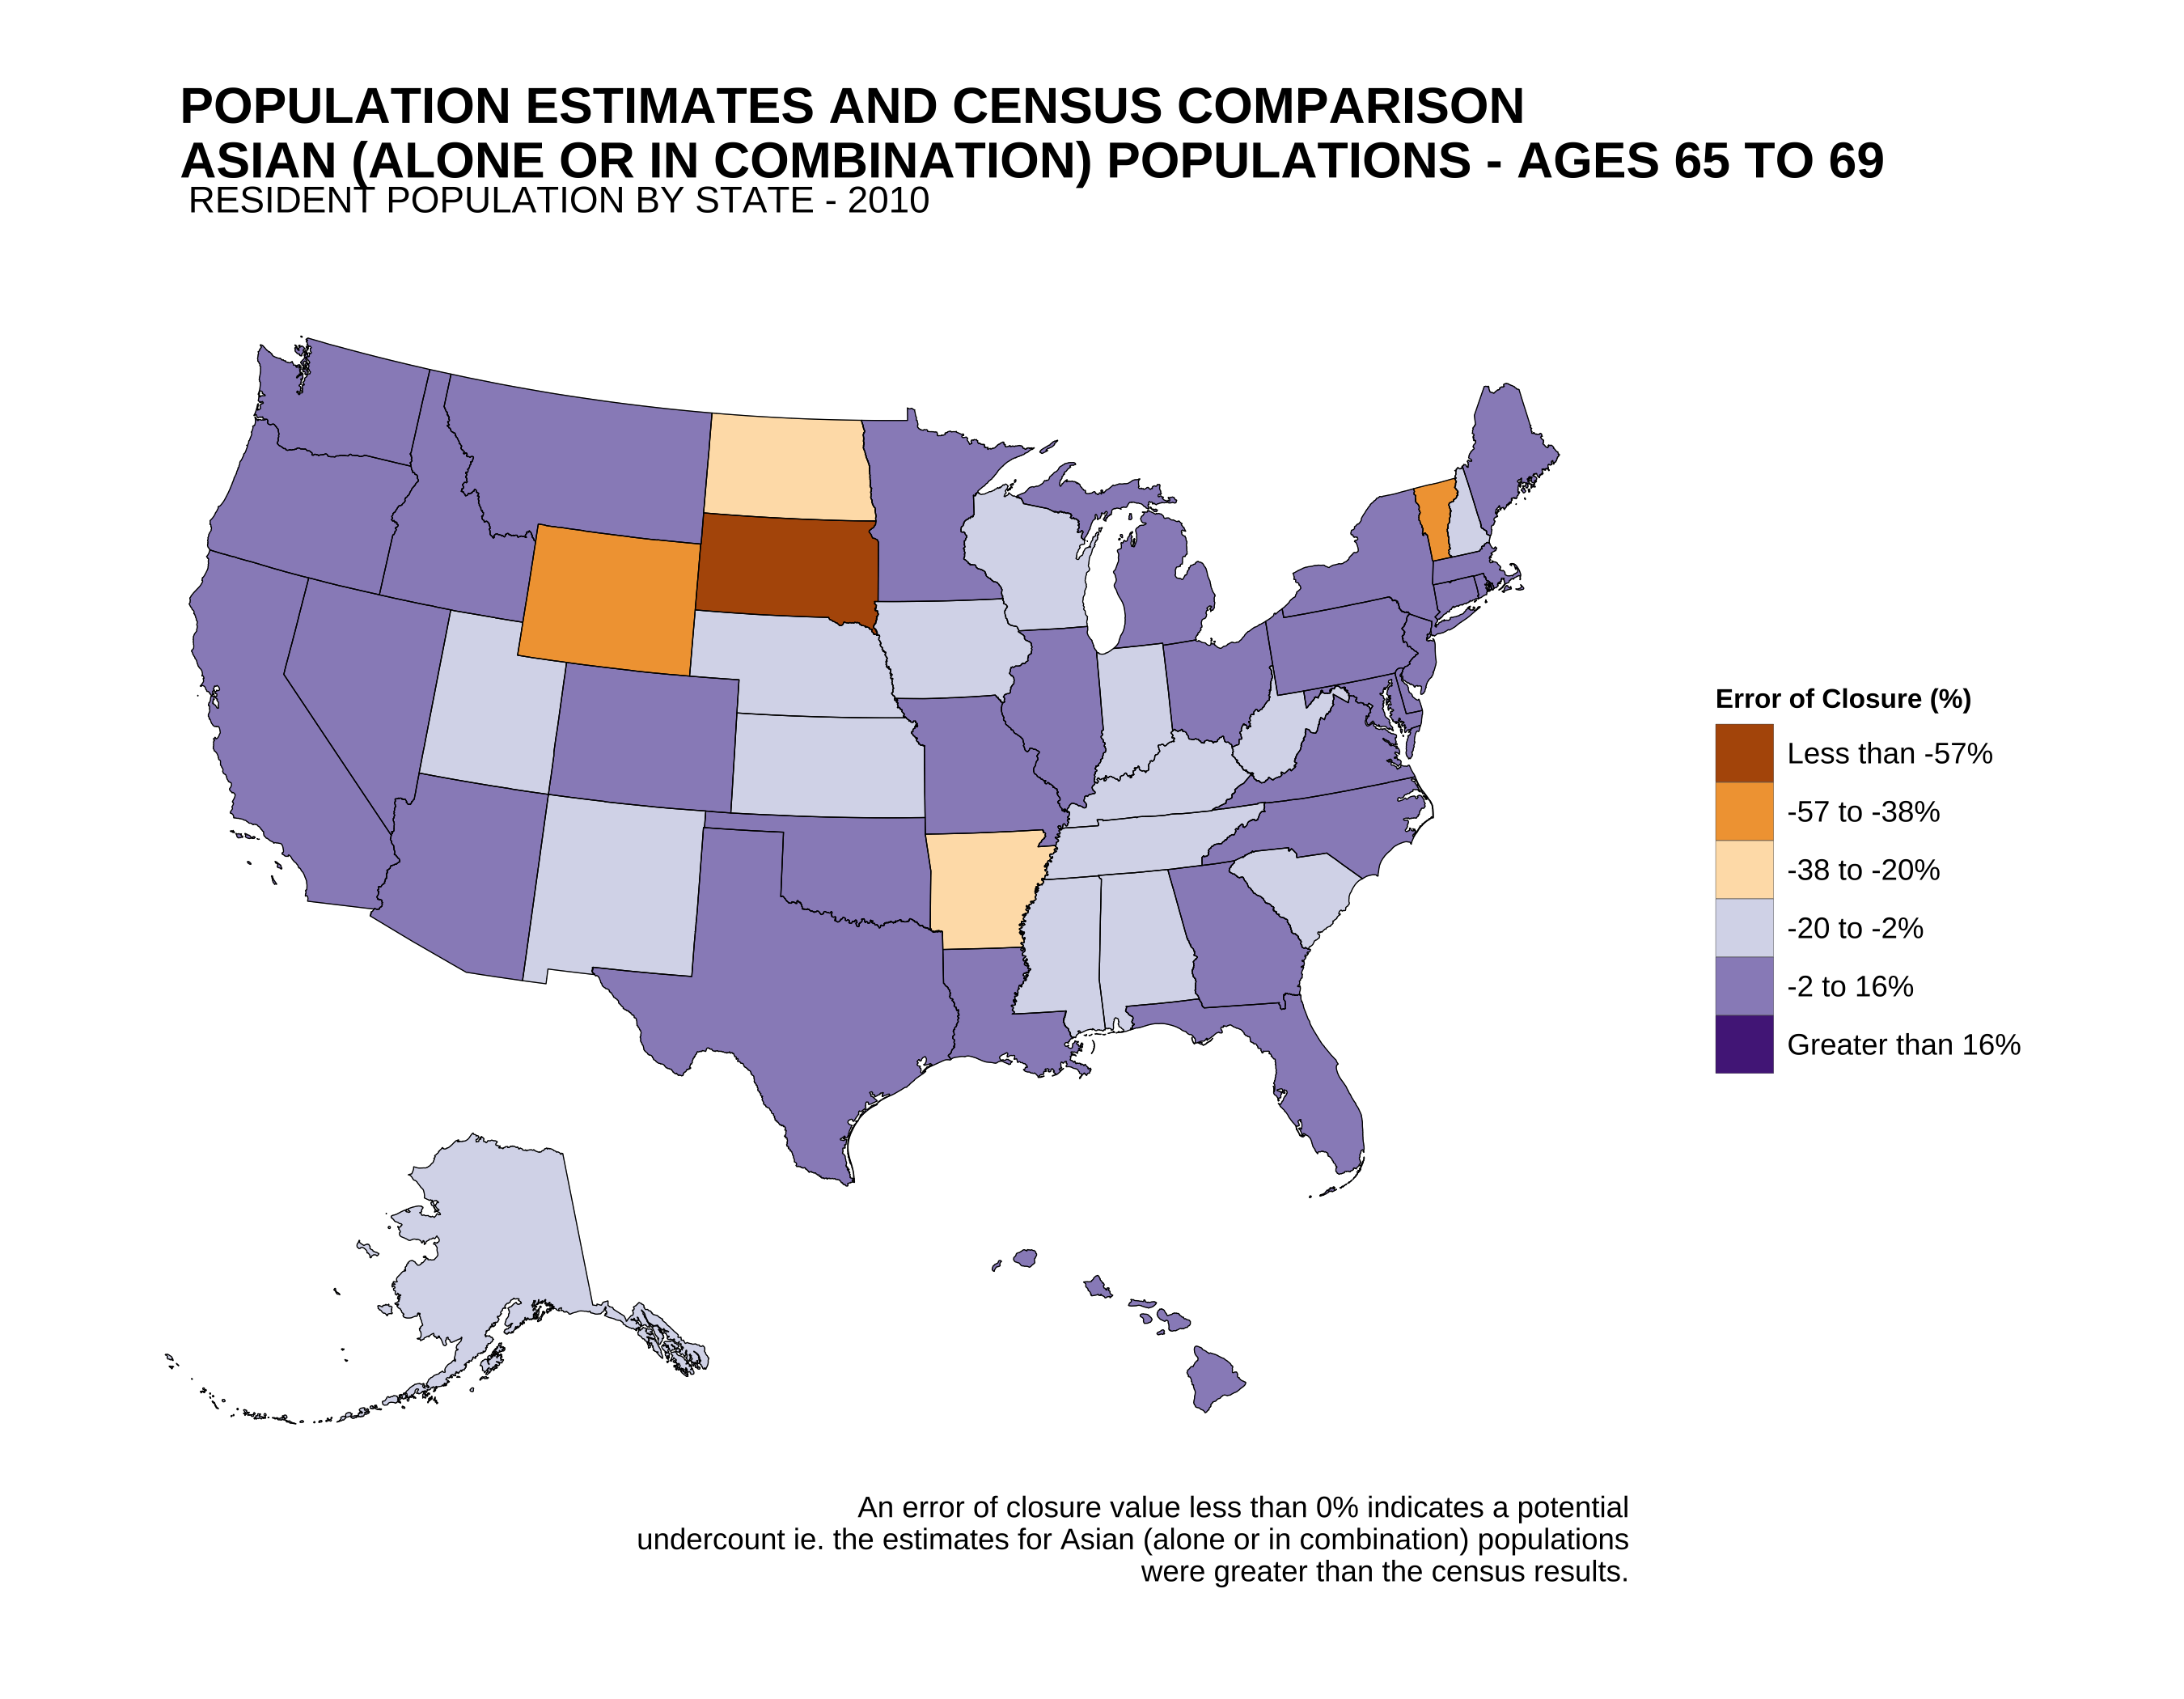 POPULATION ESTIMATES AND CENSUS COMPARISON
ASIAN (ALONE OR IN COMBINATION) POPULATIONS - AGES 65 TO 69
RESIDENT POPULATION BY STATE - 2010
Error of Closure (%)
Less than -57%
-57 to -38%
-38 to -20%
-20 to -2%
-2 to 16%
Greater than 16%
An error of closure value less than 0% indicates a potential
undercount ie. the estimates for Asian (alone or in combination) populations
were greater than the census results.